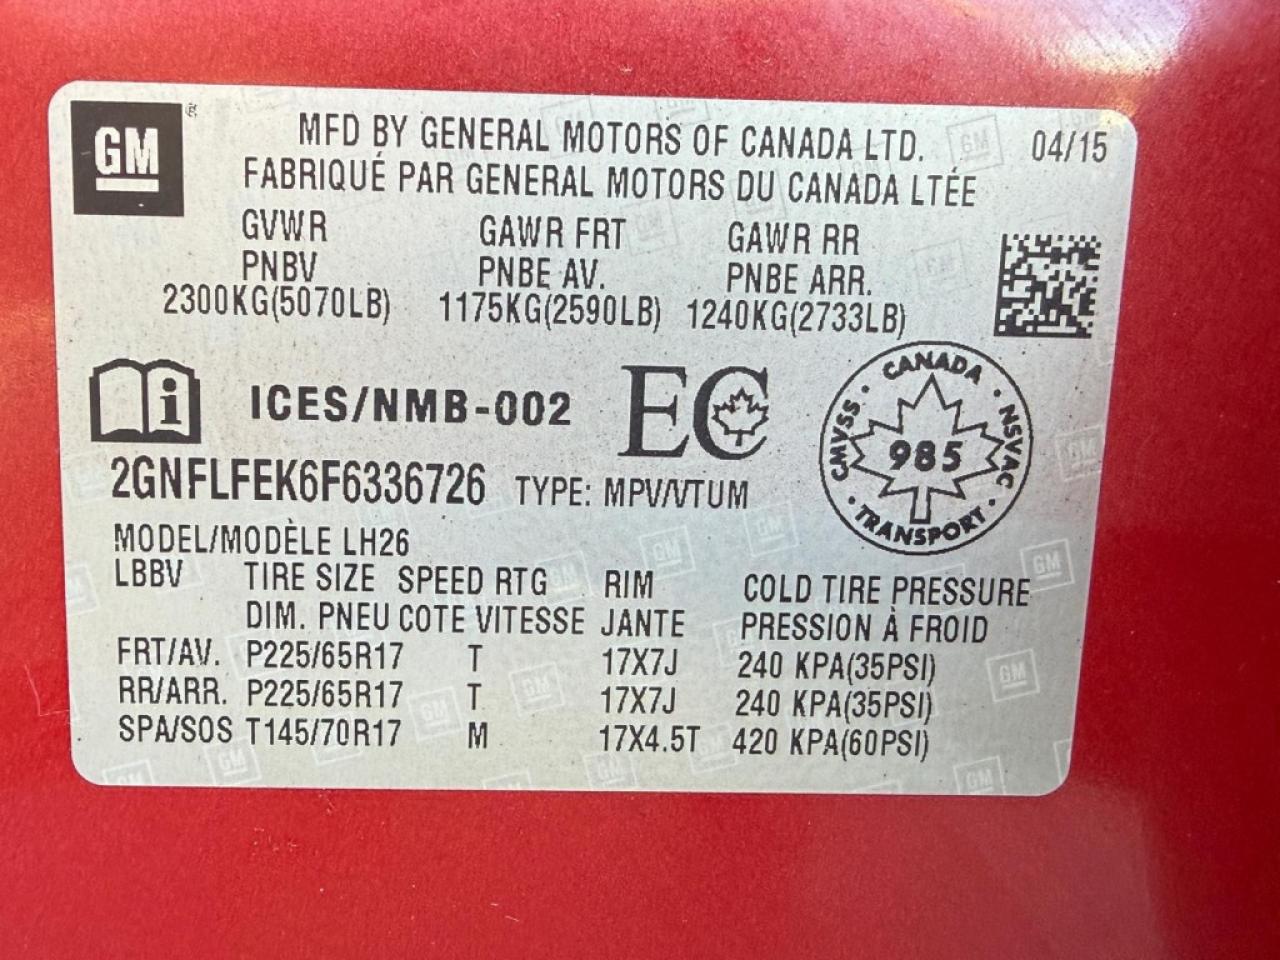 GM
MFD BY GENERAL MOTORS OF CANADA LTD. 04/15
FABRIQUÉ PAR GENERAL MOTORS DU CANADA LTÉE
GVWR GAWR FRT GAWR RR
PNBV PNBE AV. PNBE ARR.
2300KG(5070LB) 1175KG(2590LB) 1240KG(2733LB)
ICES/NMB-002 EC
CANADA
CMVSS 985 NSVAC
TRANSPORT
2GNFLFEK6F6336726 TYPE: MPV/VTUM
MODEL/MODÈLE LH26
LBBV TIRE SIZE SPEED RTG RIM COLD TIRE PRESSURE
DIM. PNEU COTE VITESSE JANTE PRESSION À FROID
FRT/AV. P225/65R17 T 17X7J 240 KPA(35PSI)
RR/ARR. P225/65R17 T 17X7J 240 KPA(35PSI)
SPA/SOS T145/70R17 M 17X4.5T 420 KPA(60PSI)